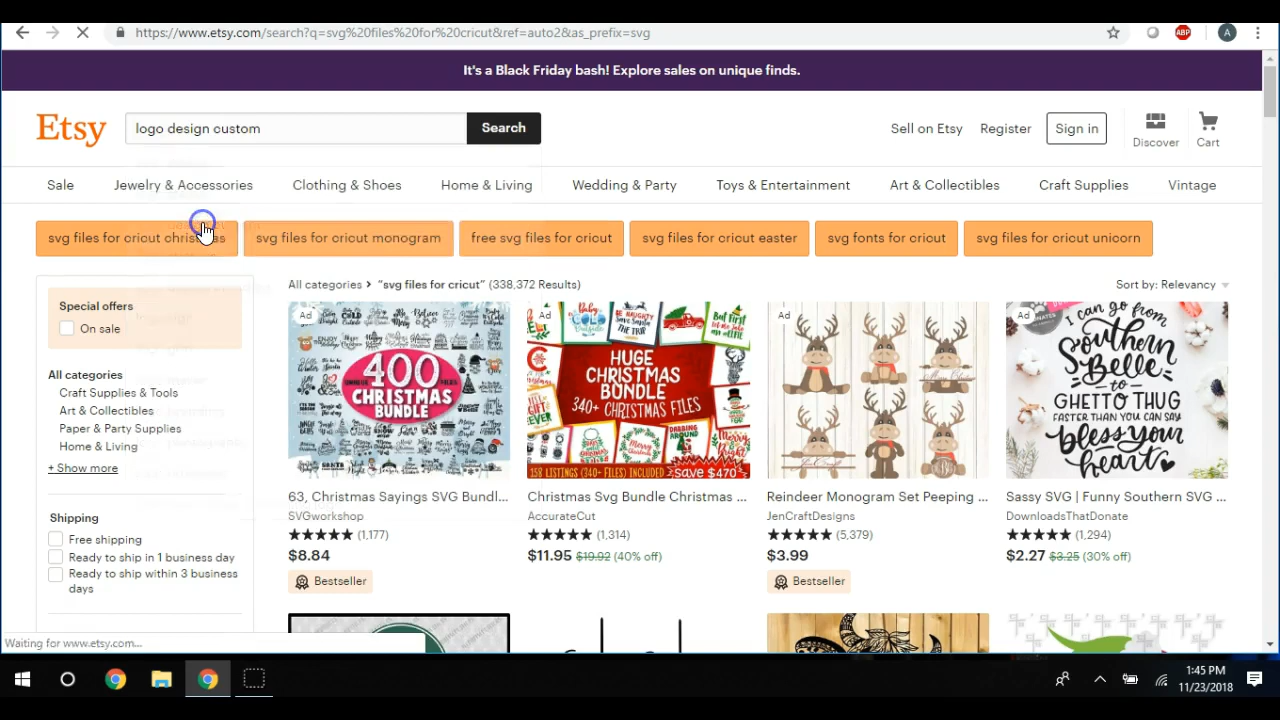 https://www.etsy.com/search?q=svg%20files%20for%20cricut&ref=auto2&as_prefix=svg
ABP
A
It's a Black Friday bash! Explore sales on unique finds.
Etsy
logo design custom
Search
Sell on Etsy
Register
Sign in
Discover
Cart
Sale
Jewelry & Accessories
Clothing & Shoes
Home & Living
Wedding & Party
Toys & Entertainment
Art & Collectibles
Craft Supplies
Vintage
svg files for cricut christmas
svg files for cricut monogram
free svg files for cricut
svg files for cricut easter
svg fonts for cricut
svg files for cricut unicorn
Special offers
On sale
All categories
Craft Supplies & Tools
Art & Collectibles
Paper & Party Supplies
Home & Living
+ Show more
Shipping
Free shipping
Ready to ship in 1 business day
Ready to ship within 3 business
days
All categories > "svg files for cricut" (338,372 Results)
Sort by: Relevancy
Ad
400
CHRISTMAS
BUNDLE
63, Christmas Sayings SVG Bundl...
SVGworkshop
★★★★★ (1,177)
$8.84
Bestseller
Ad
HUGE
CHRISTMAS
BUNDLE
340+ CHRISTMAS FILES
158 LISTINGS (340+ FILES) INCLUDED
Save $470
Christmas Svg Bundle Christmas ...
AccurateCut
★★★★★ (1,314)
$11.95 $19.92 (40% off)
Ad
Reindeer Monogram Set Peeping ...
JenCraftDesigns
★★★★★ (5,379)
$3.99
Bestseller
Ad
I can go from
Southern
Belle
to
GHETTO THUG
FASTER THAN YOU CAN SAY
bless your
heart
Sassy SVG | Funny Southern SVG ...
DownloadsThatDonate
★★★★★ (1,294)
$2.27 $3.25 (30% off)
Waiting for www.etsy.com...
1:45 PM
11/23/2018